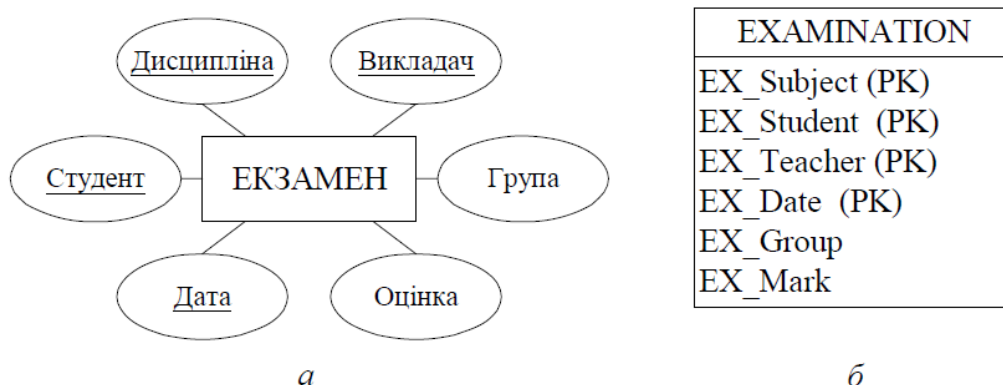 Дисципліна
Викладач
Студент
ЕКЗАМЕН
Група
Дата
Оцінка
а
EXAMINATION
EX_Subject (PK)
EX_Student (PK)
EX_Teacher (PK)
EX_Date (PK)
EX_Group
EX_Mark
б